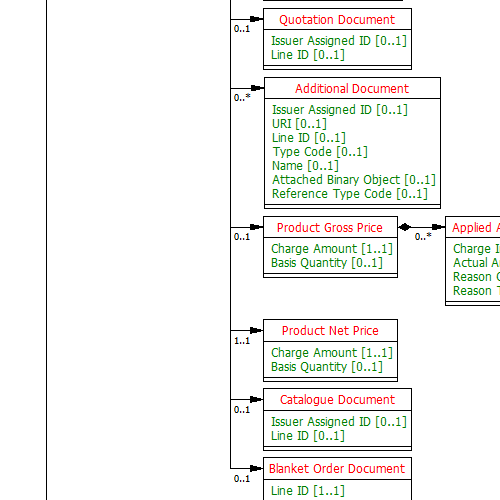 Quotation Document
0..1
Issuer Assigned ID [0..1]
Line ID [0..1]
Additional Document
0..*
Issuer Assigned ID [0..1]
URI [0..1]
Line ID [0..1]
Type Code [0..1]
Name [0..1]
Attached Binary Object [0..1]
Reference Type Code [0..1]
Product Gross Price
0..1
Charge Amount [1..1]
Basis Quantity [0..1]
0..*
Applied A
Charge I
Actual A
Reason C
Reason T
Product Net Price
1..1
Charge Amount [1..1]
Basis Quantity [0..1]
Catalogue Document
0..1
Issuer Assigned ID [0..1]
Line ID [0..1]
Blanket Order Document
0..1
Line ID [1..1]